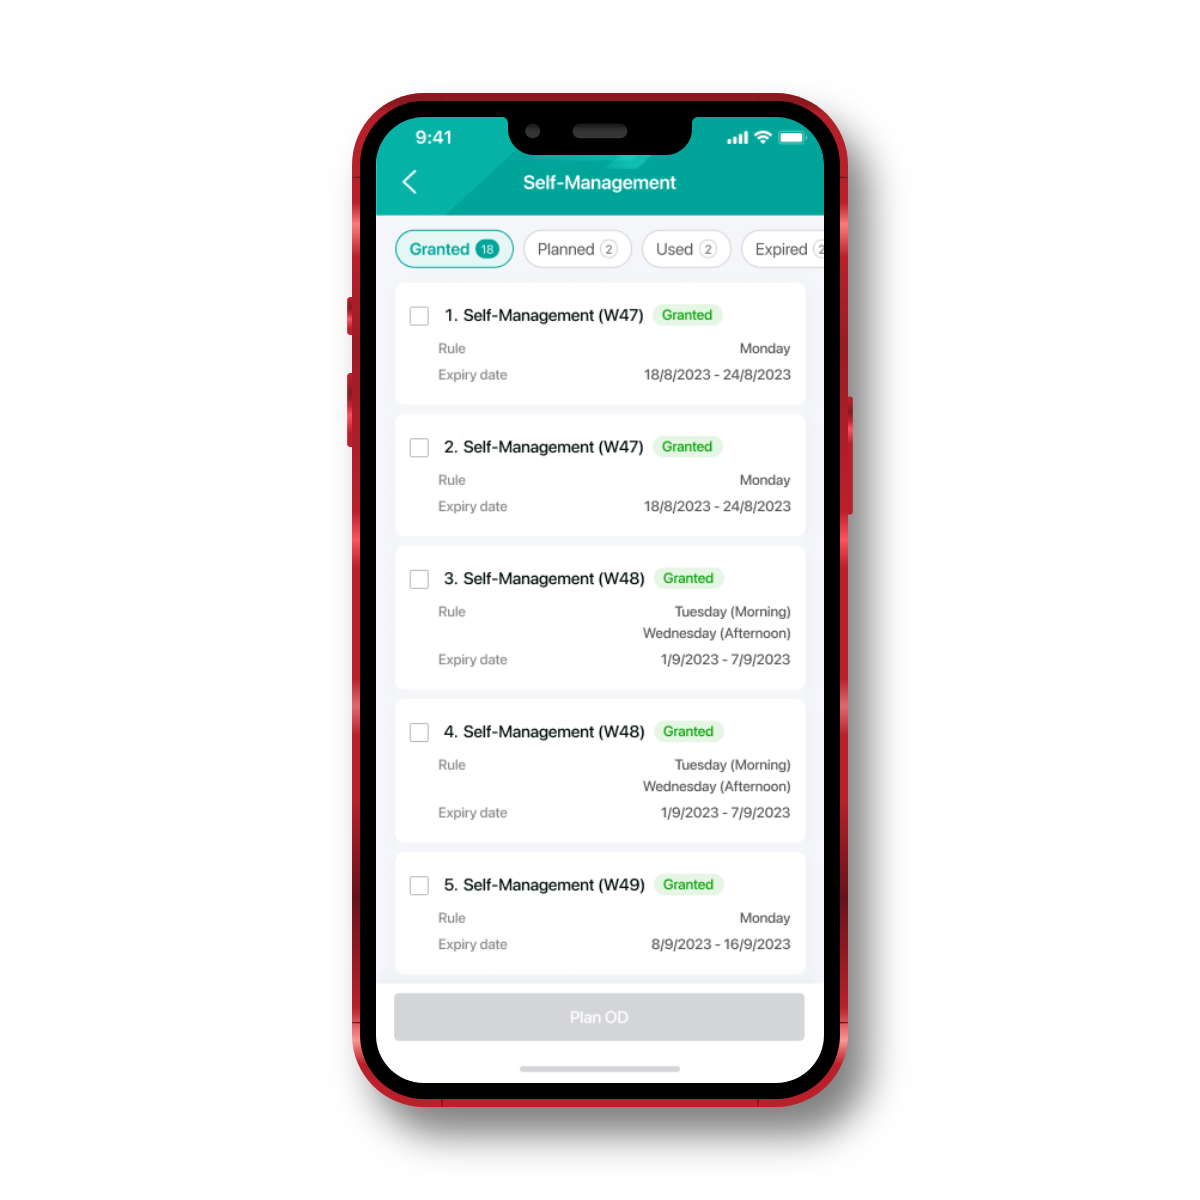 9:41
Self-Management
Granted 18 Planned 2 Used 2 Expired 2
1. Self-Management (W47) Granted
Rule Monday
Expiry date 18/8/2023 - 24/8/2023
2. Self-Management (W47) Granted
Rule Monday
Expiry date 18/8/2023 - 24/8/2023
3. Self-Management (W48) Granted
Rule Tuesday (Morning)
Wednesday (Afternoon)
Expiry date 1/9/2023 - 7/9/2023
4. Self-Management (W48) Granted
Rule Tuesday (Morning)
Wednesday (Afternoon)
Expiry date 1/9/2023 - 7/9/2023
5. Self-Management (W49) Granted
Rule Monday
Expiry date 8/9/2023 - 16/9/2023
Plan OD